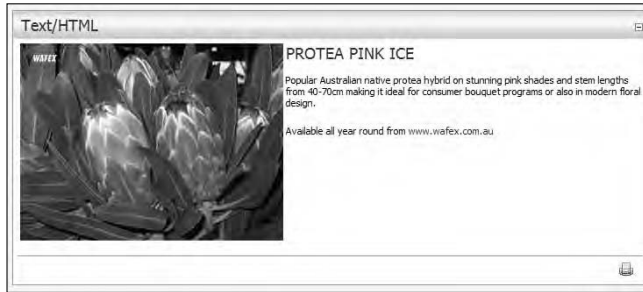 Text/HTML
WAFEX
PROTEA PINK ICE
Popular Australian native protea hybrid on stunning pink shades and stem lengths
from 40-70cm making it ideal for consumer bouquet programs or also in modern floral
design.
Available all year round from www.wafex.com.au